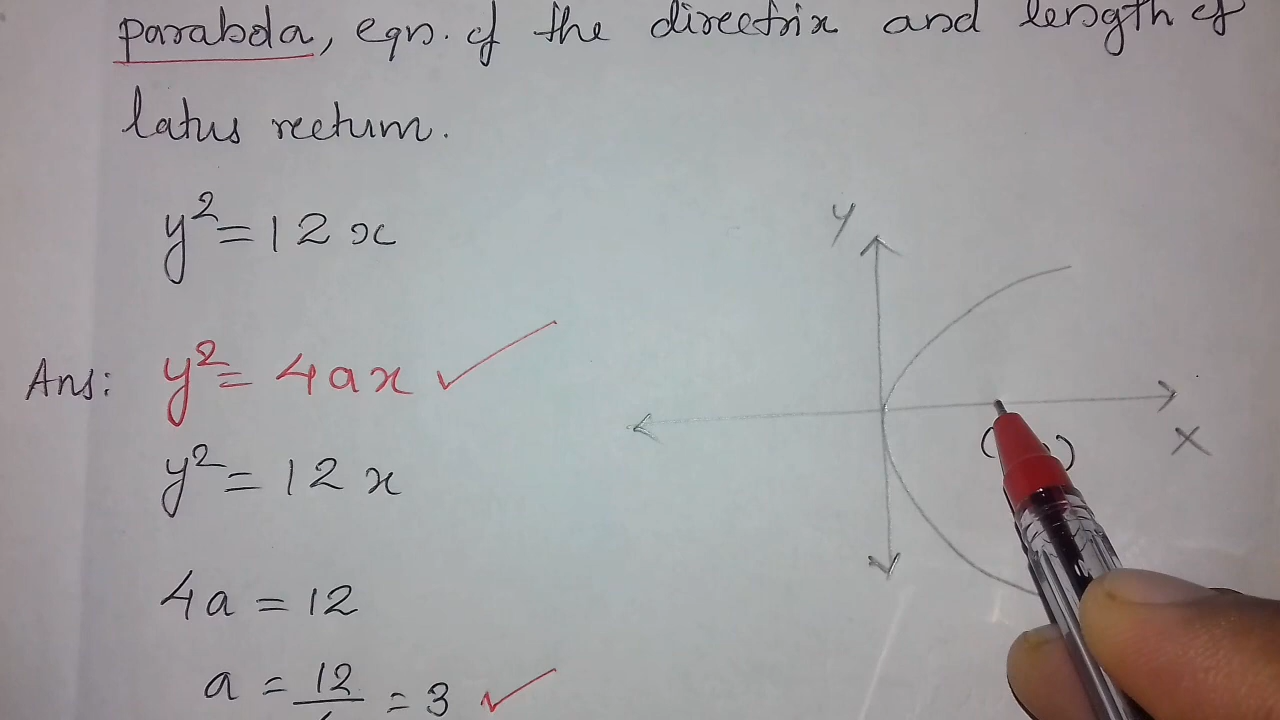 parabola, eqn. of the directrix and length of
latus rectum.
y² = 12x
Ans: y² = 4ax ✓
y² = 12x
4a = 12
a = 12/4 = 3 ✓
Y
X
( )